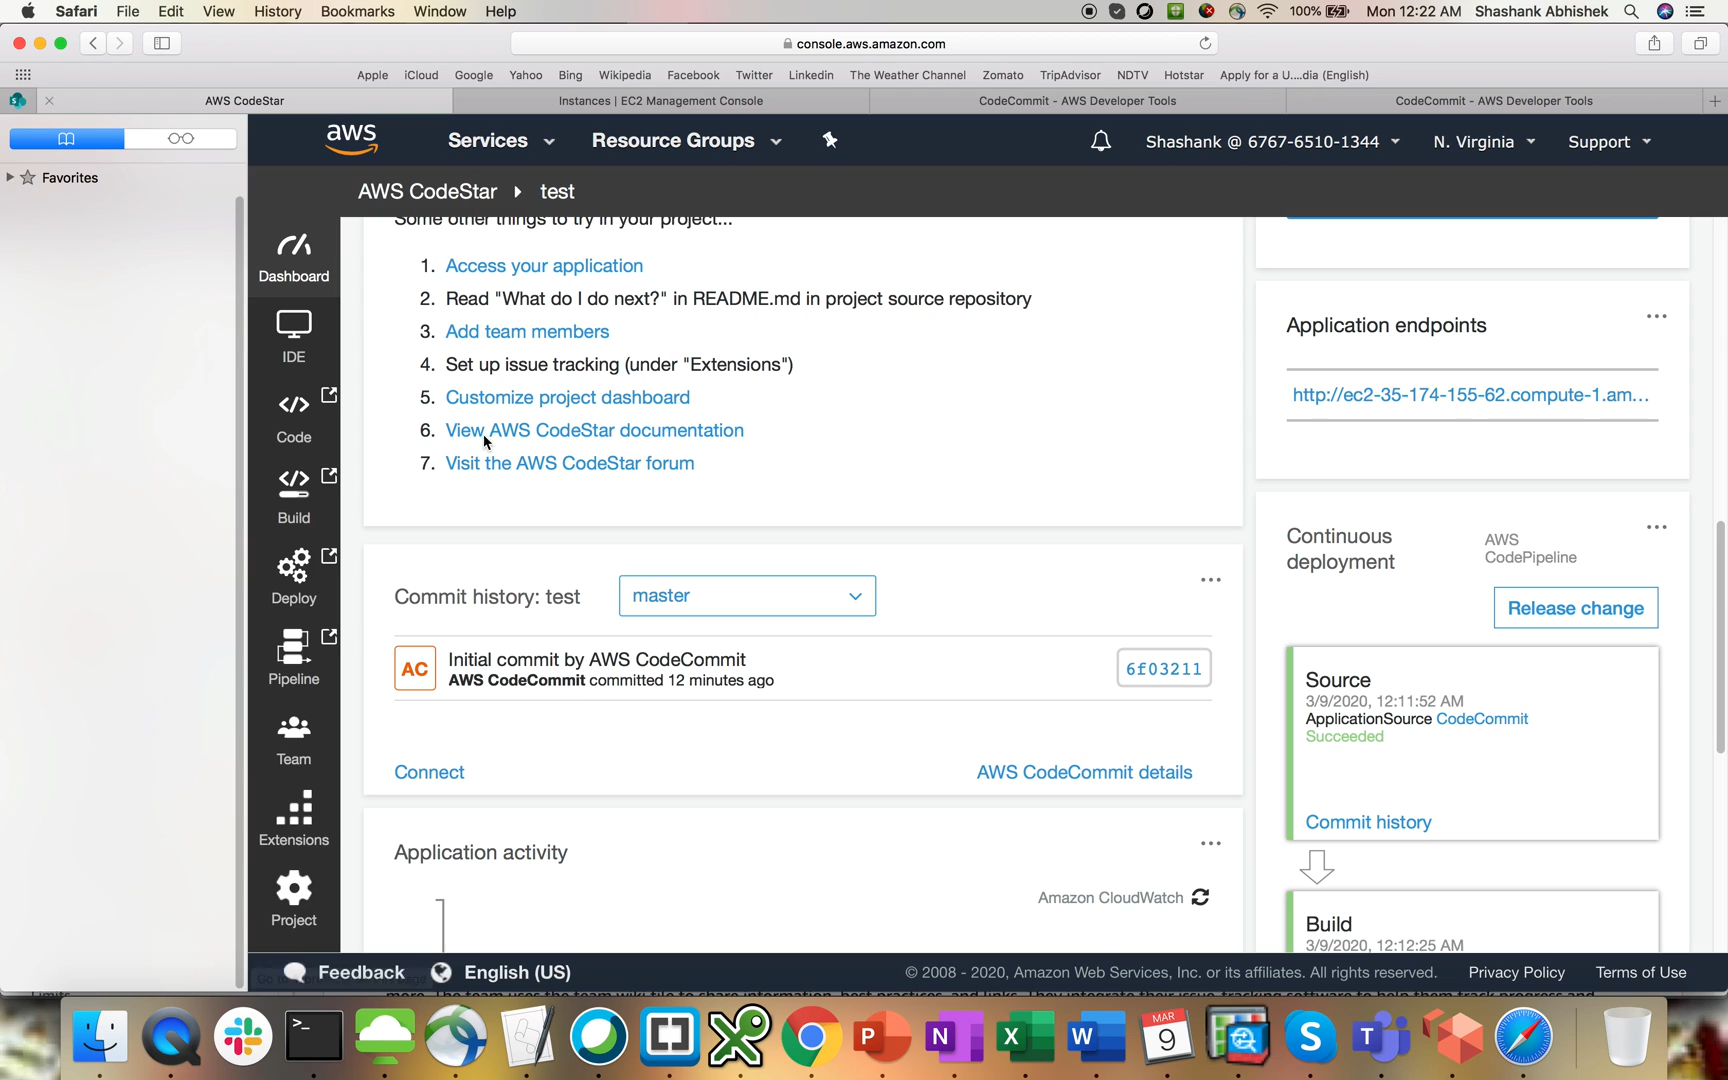 Safari File Edit View History Bookmarks Window Help 100% Mon 12:22 AM Shashank Abhishek
console.aws.amazon.com
Apple iCloud Google Yahoo Bing Wikipedia Facebook Twitter Linkedin The Weather Channel Zomato TripAdvisor NDTV Hotstar Apply for a U....dia (English)
AWS CodeStar Instances | EC2 Management Console CodeCommit - AWS Developer Tools CodeCommit - AWS Developer Tools
Favorites
aws Services Resource Groups Shashank @ 6767-6510-1344 N. Virginia Support
AWS CodeStar test
Dashboard
IDE
Code
Build
Deploy
Pipeline
Team
Extensions
Project
Some other things to try in your project...
1. Access your application
2. Read "What do I do next?" in README.md in project source repository
3. Add team members
4. Set up issue tracking (under "Extensions")
5. Customize project dashboard
6. View AWS CodeStar documentation
7. Visit the AWS CodeStar forum
Commit history: test master
AC Initial commit by AWS CodeCommit
AWS CodeCommit committed 12 minutes ago
6f03211
Connect AWS CodeCommit details
Application activity
Amazon CloudWatch
Application endpoints
http://ec2-35-174-155-62.compute-1.am...
Continuous deployment
AWS CodePipeline
Release change
Source
3/9/2020, 12:11:52 AM
ApplicationSource CodeCommit
Succeeded
Commit history
Build
3/9/2020, 12:12:25 AM
Feedback English (US) © 2008 - 2020, Amazon Web Services, Inc. or its affiliates. All rights reserved. Privacy Policy Terms of Use
MAR
9